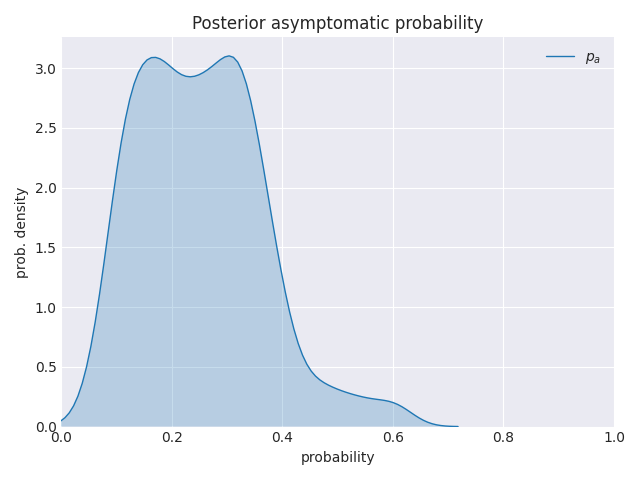 Posterior asymptomatic probability
pₐ
prob. density
3.0
2.5
2.0
1.5
1.0
0.5
0.0
0.0 0.2 0.4 0.6 0.8 1.0
probability